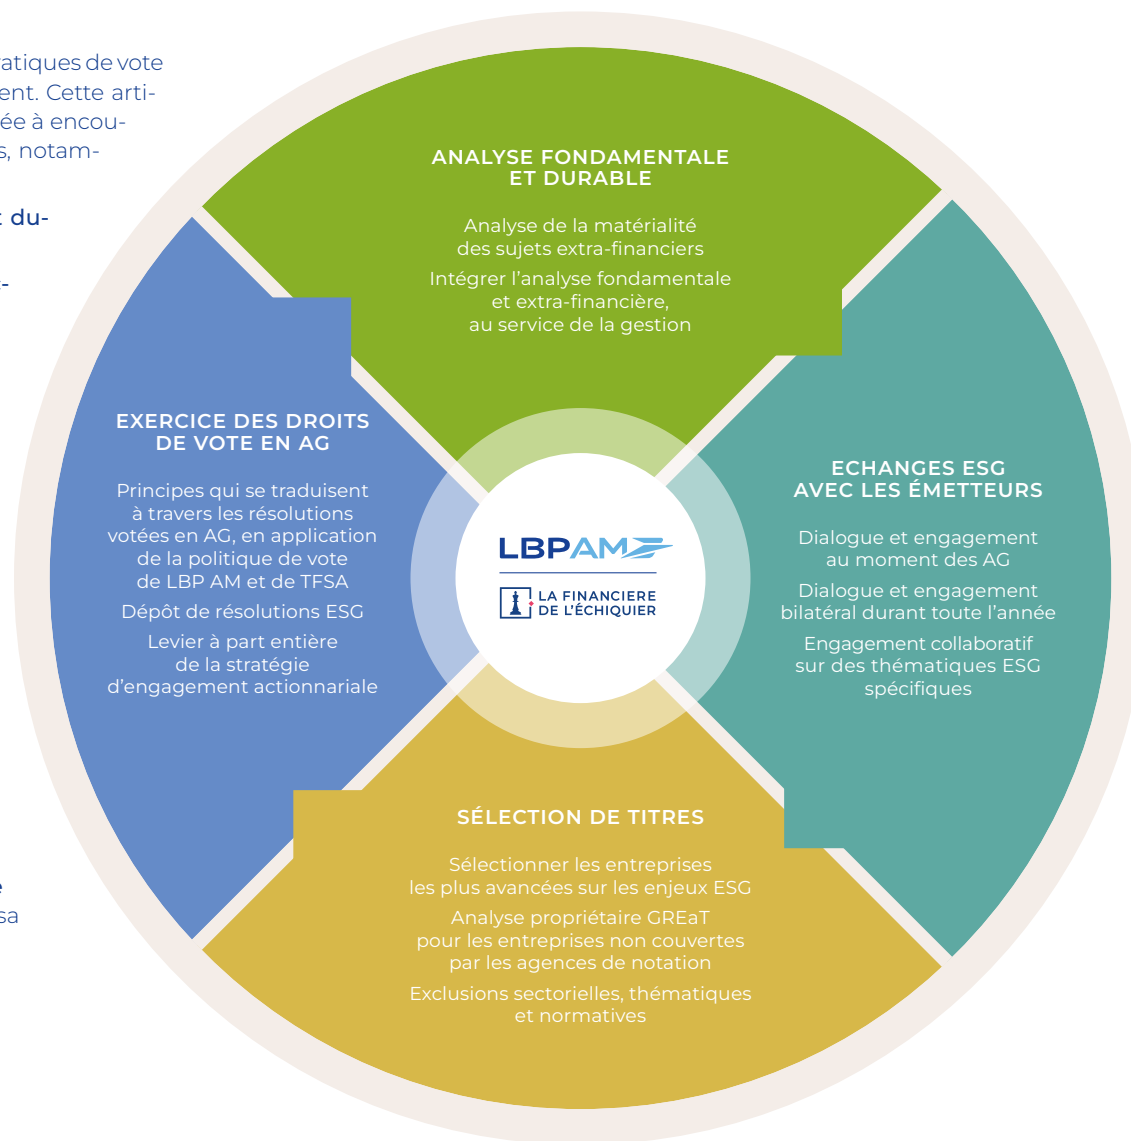 atiques de vote
ent. Cette arti-
ée à encou-
s, notam-
t du-
-
e
sa
ANALYSE FONDAMENTALE
ET DURABLE
Analyse de la matérialité
des sujets extra-financiers
Intégrer l’analyse fondamentale
et extra-financière,
au service de la gestion
EXERCICE DES DROITS
DE VOTE EN AG
Principes qui se traduisent
à travers les résolutions
votées en AG, en application
de la politique de vote
de LBP AM et de TFSA
Dépôt de résolutions ESG
Levier à part entière
de la stratégie
d’engagement actionnariale
LBPAM
LA FINANCIERE
DE L’ÉCHIQUIER
ECHANGES ESG
AVEC LES ÉMETTEURS
Dialogue et engagement
au moment des AG
Dialogue et engagement
bilatéral durant toute l’année
Engagement collaboratif
sur des thématiques ESG
spécifiques
SÉLECTION DE TITRES
Sélectionner les entreprises
les plus avancées sur les enjeux ESG
Analyse propriétaire GREaT
pour les entreprises non couvertes
par les agences de notation
Exclusions sectorielles, thématiques
et normatives